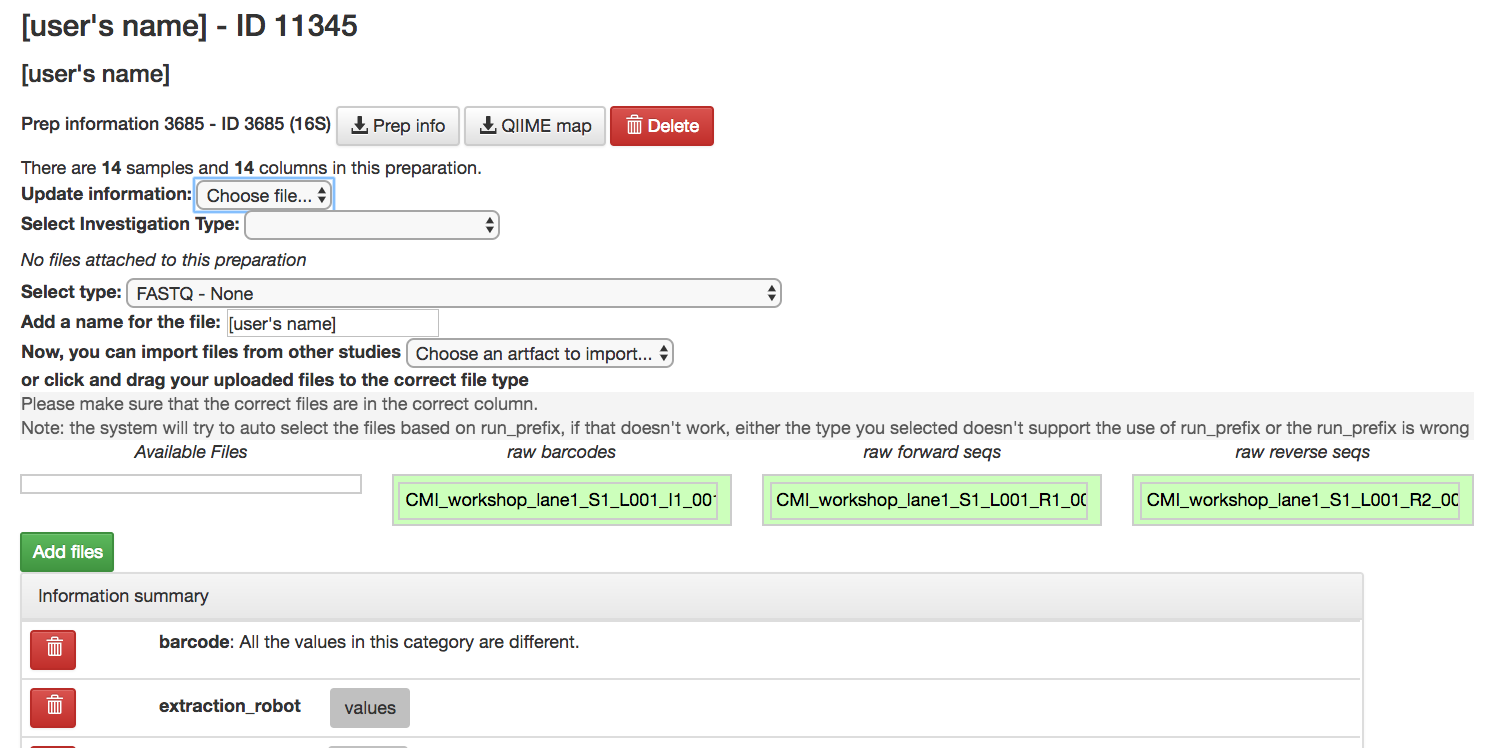 [user's name] - ID 11345
[user's name]
Prep information 3685 - ID 3685 (16S) Prep info QIIME map Delete
There are 14 samples and 14 columns in this preparation.
Update information: Choose file...
Select Investigation Type:
No files attached to this preparation
Select type: FASTQ - None
Add a name for the file: [user's name]
Now, you can import files from other studies Choose an artfact to import...
or click and drag your uploaded files to the correct file type
Please make sure that the correct files are in the correct column.
Note: the system will try to auto select the files based on run_prefix, if that doesn't work, either the type you selected doesn't support the use of run_prefix or the run_prefix is wrong
Available Files raw barcodes raw forward seqs raw reverse seqs
CMI_workshop_lane1_S1_L001_I1_001 CMI_workshop_lane1_S1_L001_R1_00 CMI_workshop_lane1_S1_L001_R2_00
Add files
Information summary
barcode: All the values in this category are different.
extraction_robot values